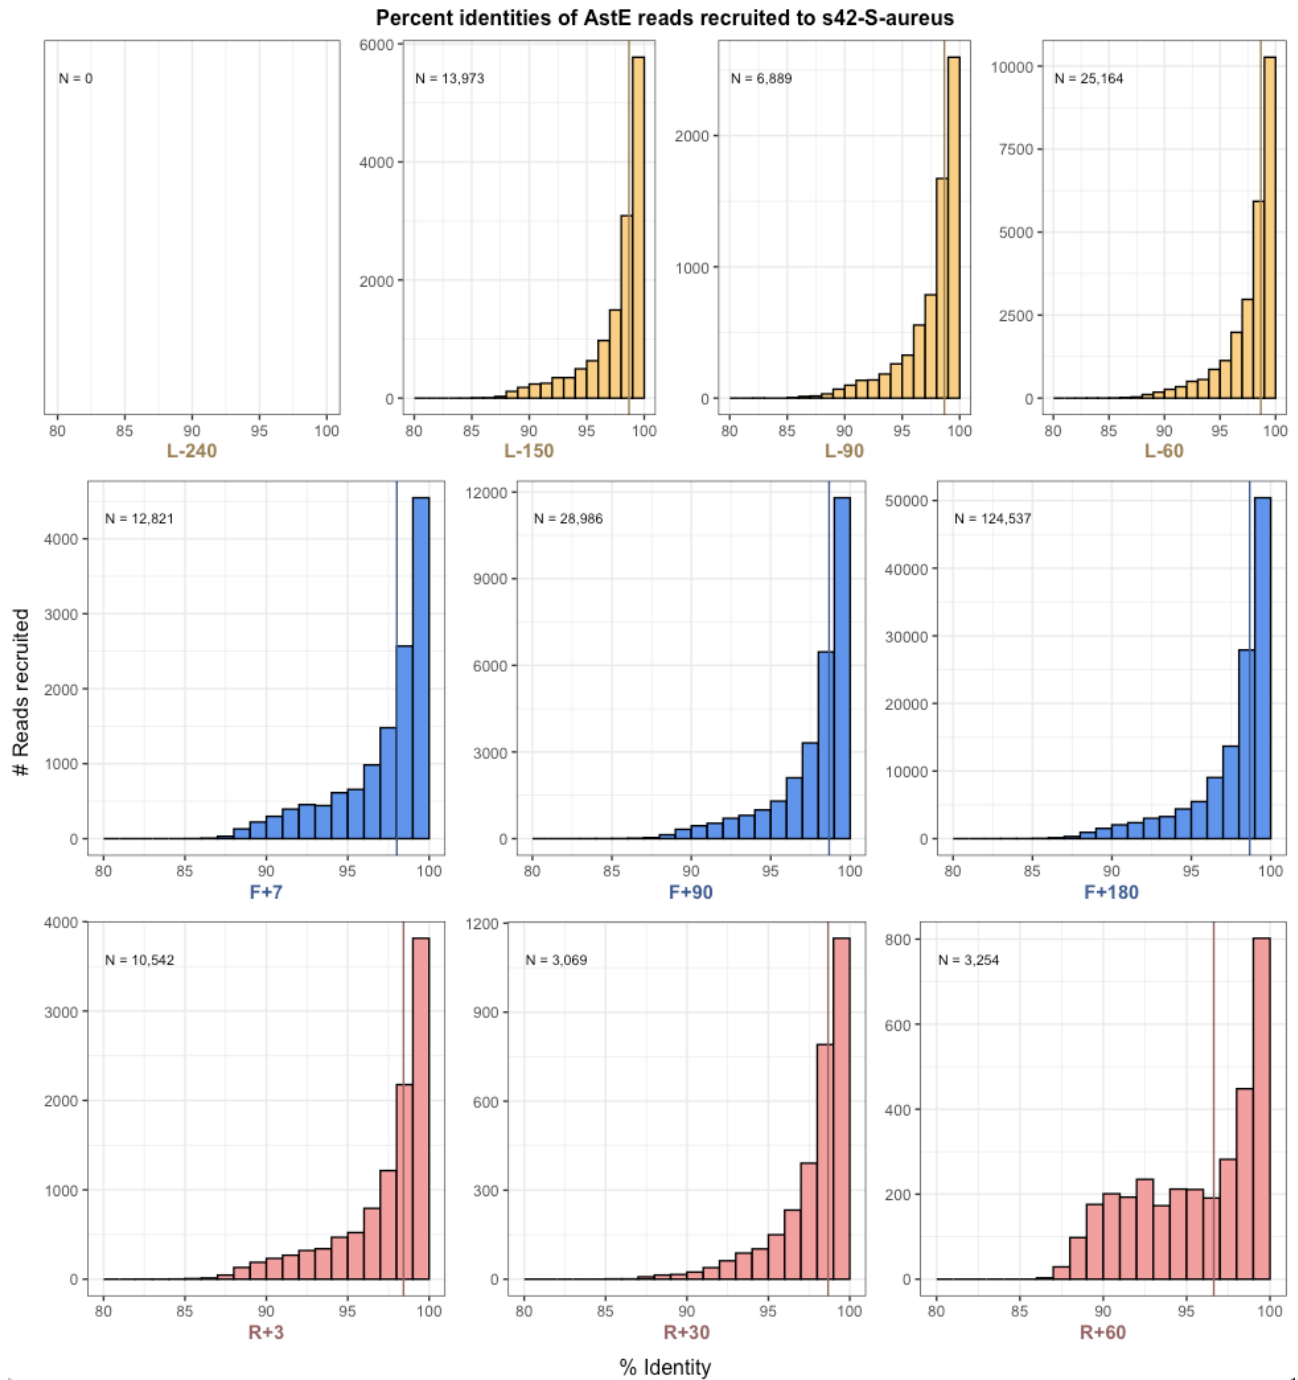 Percent identities of AstE reads recruited to s42-S-aureus
N = 0
80 85 90 95 100
L-240
6000
4000
2000
0
N = 13,973
80 85 90 95 100
L-150
2000
1000
0
N = 6,889
80 85 90 95 100
L-90
10000
7500
5000
2500
0
N = 25,164
80 85 90 95 100
L-60
# Reads recruited
4000
3000
2000
1000
0
N = 12,821
80 85 90 95 100
F+7
12000
9000
6000
3000
0
N = 28,986
80 85 90 95 100
F+90
50000
40000
30000
20000
10000
0
N = 124,537
80 85 90 95 100
F+180
4000
3000
2000
1000
0
N = 10,542
80 85 90 95 100
R+3
1200
900
600
300
0
N = 3,069
80 85 90 95 100
R+30
800
600
400
200
0
N = 3,254
80 85 90 95 100
R+60
% Identity